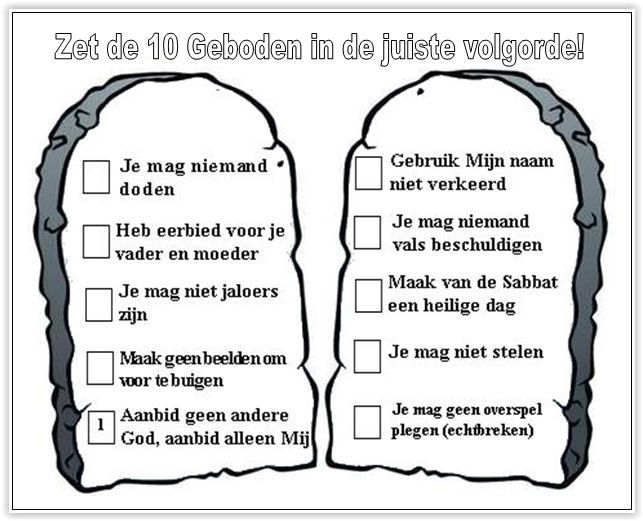 Zet de 10 Geboden in de juiste volgorde!
Je mag niemand
doden
Heb eerbied voor je
vader en moeder
Je mag niet jaloers
zijn
Maak geen beelden om
voor te buigen
1
Aanbid geen andere
God, aanbid alleen Mij
Gebruik Mijn naam
niet verkeerd
Je mag niemand
vals beschuldigen
Maak van de Sabbat
een heilige dag
Je mag niet stelen
Je mag geen overspel
plegen (echtbreken)